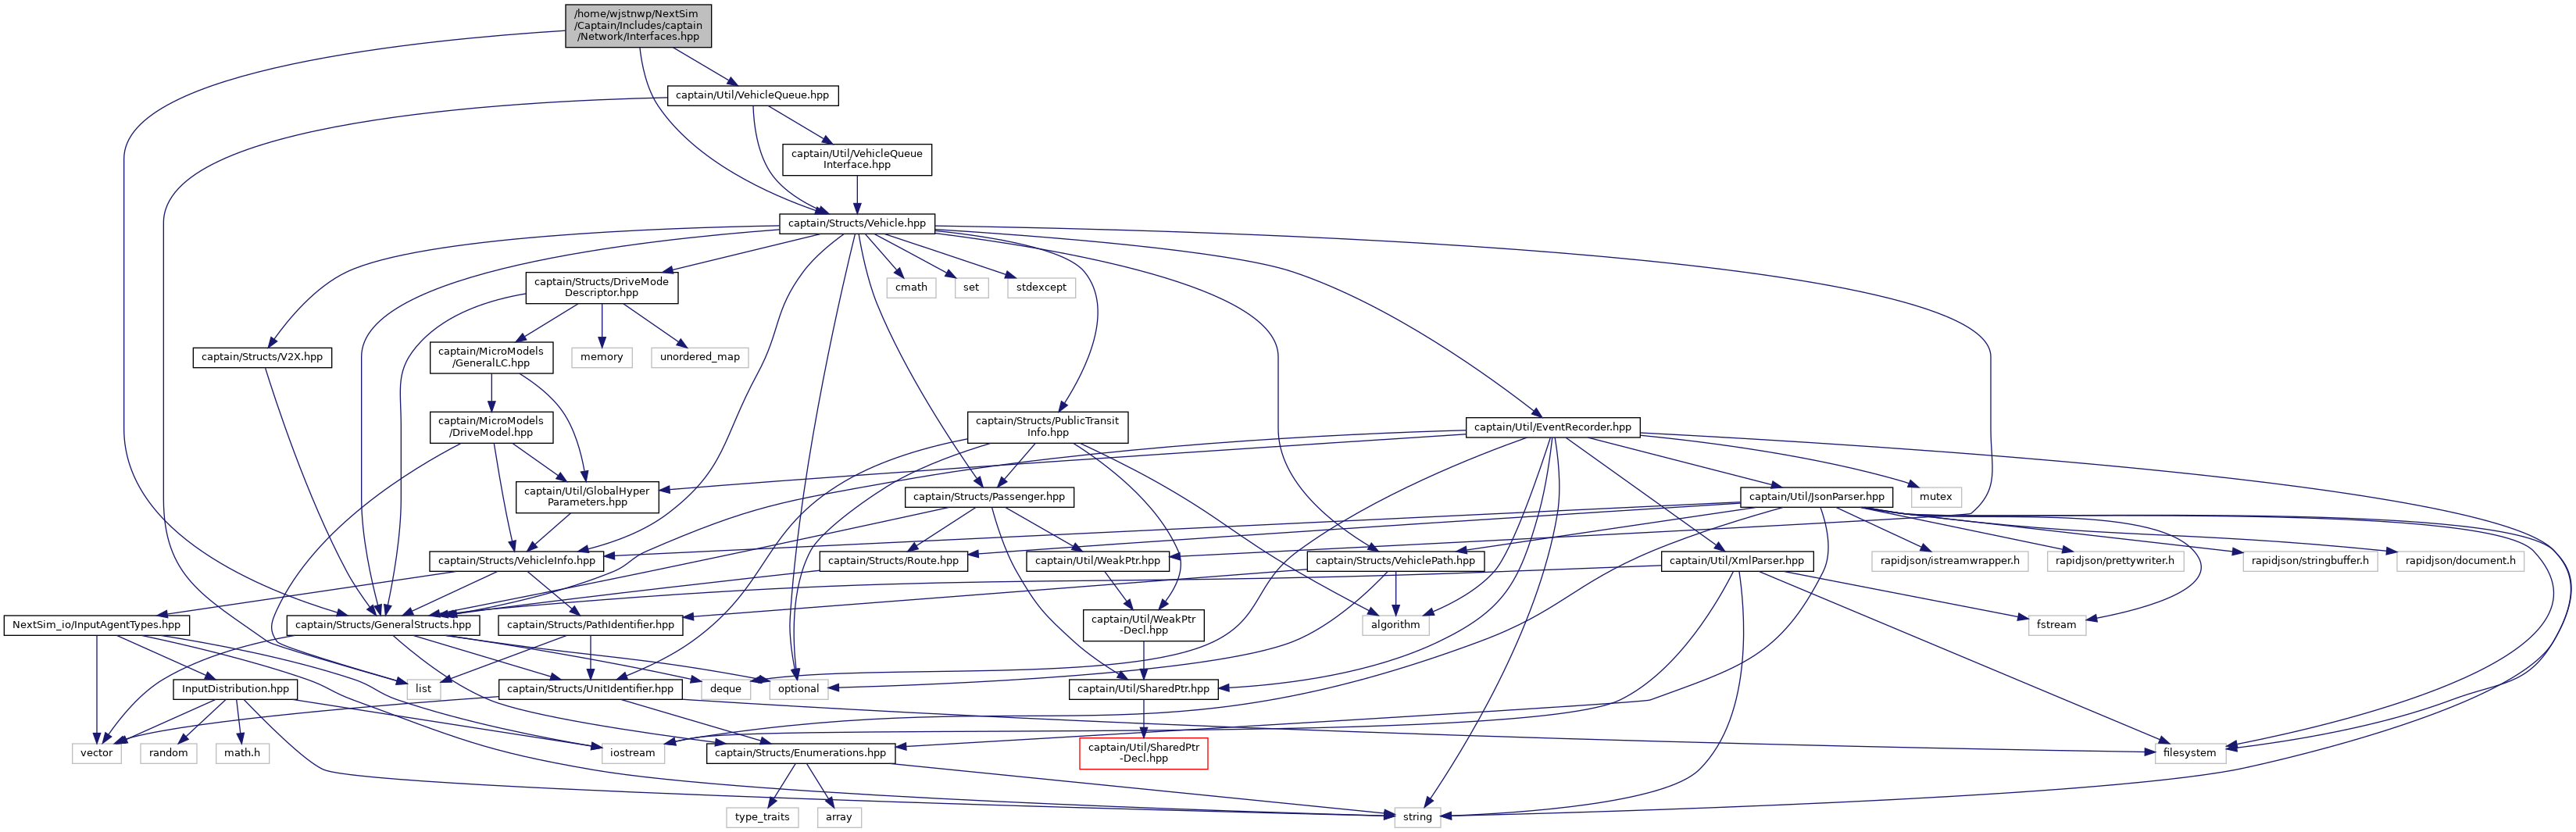 /home/wjstnwp/NextSim
/Captain/Includes/captain
/Network/Interfaces.hpp
captain/Util/VehicleQueue.hpp
captain/Util/VehicleQueue
Interface.hpp
captain/Structs/Vehicle.hpp
captain/Structs/DriveMode
Descriptor.hpp
cmath
set
stdexcept
captain/Structs/V2X.hpp
captain/MicroModels
/GeneralLC.hpp
memory
unordered_map
captain/MicroModels
/DriveModel.hpp
captain/Structs/PublicTransit
Info.hpp
captain/Util/EventRecorder.hpp
captain/Util/GlobalHyper
Parameters.hpp
captain/Structs/Passenger.hpp
captain/Util/JsonParser.hpp
mutex
captain/Structs/VehicleInfo.hpp
captain/Structs/Route.hpp
captain/Util/WeakPtr.hpp
captain/Structs/VehiclePath.hpp
captain/Util/XmlParser.hpp
rapidjson/istreamwrapper.h
rapidjson/prettywriter.h
rapidjson/stringbuffer.h
rapidjson/document.h
NextSim_io/InputAgentTypes.hpp
captain/Structs/GeneralStructs.hpp
captain/Structs/PathIdentifier.hpp
captain/Util/WeakPtr
-Decl.hpp
algorithm
fstream
InputDistribution.hpp
list
captain/Structs/UnitIdentifier.hpp
deque
optional
captain/Util/SharedPtr.hpp
vector
random
math.h
iostream
captain/Structs/Enumerations.hpp
captain/Util/SharedPtr
-Decl.hpp
filesystem
type_traits
array
string